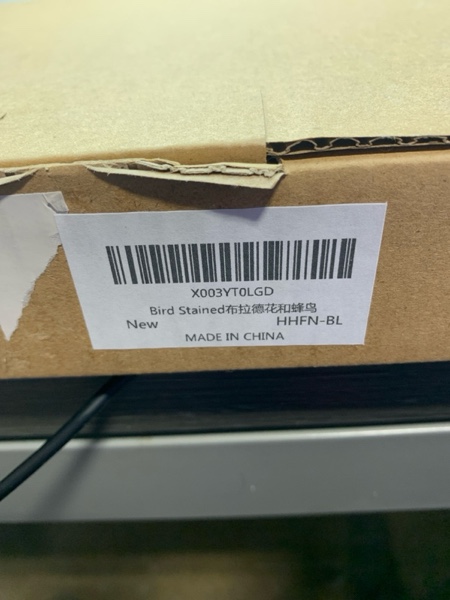 X003YT0LGD
Bird Stained布拉德花和蜂鸟
New HHFN-BL
MADE IN CHINA